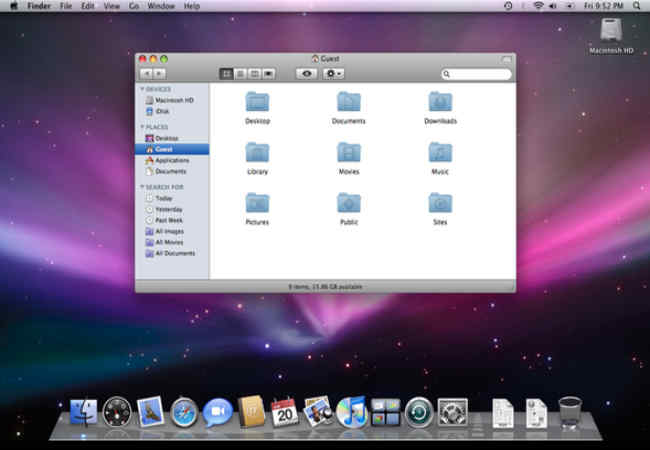 Finder File Edit View Go Window Help Fri 9:52 PM
Macintosh HD
Guest
DEVICES
Macintosh HD
iDisk
PLACES
Desktop
Guest
Applications
Documents
SEARCH FOR
Today
Yesterday
Past Week
All Images
All Movies
All Documents
Desktop Documents Downloads
Library Movies Music
Pictures Public Sites
9 items, 15.86 GB available
20